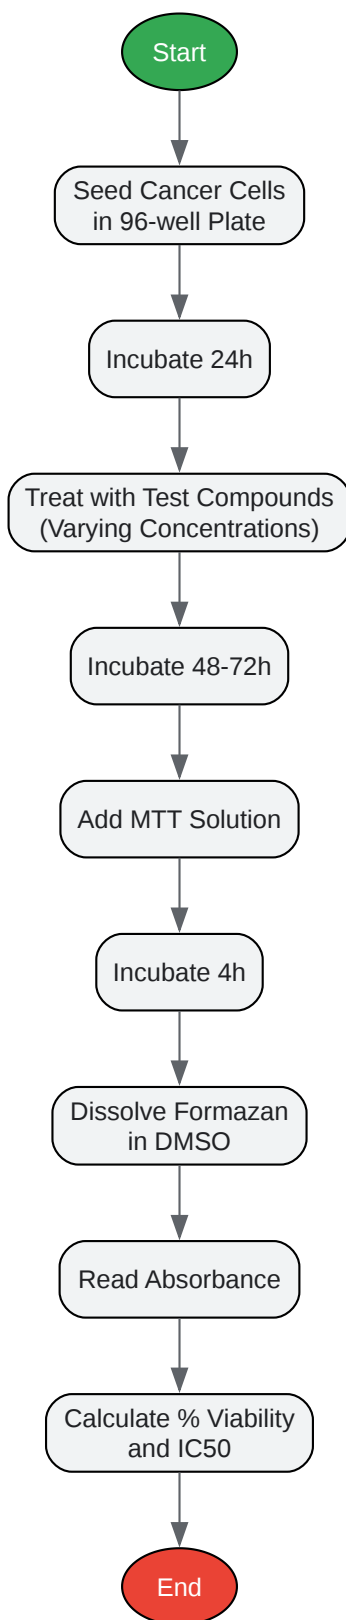 Start
Seed Cancer Cells
in 96-well Plate
Incubate 24h
Treat with Test Compounds
(Varying Concentrations)
Incubate 48-72h
Add MTT Solution
Incubate 4h
Dissolve Formazan
in DMSO
Read Absorbance
Calculate % Viability
and IC50
End